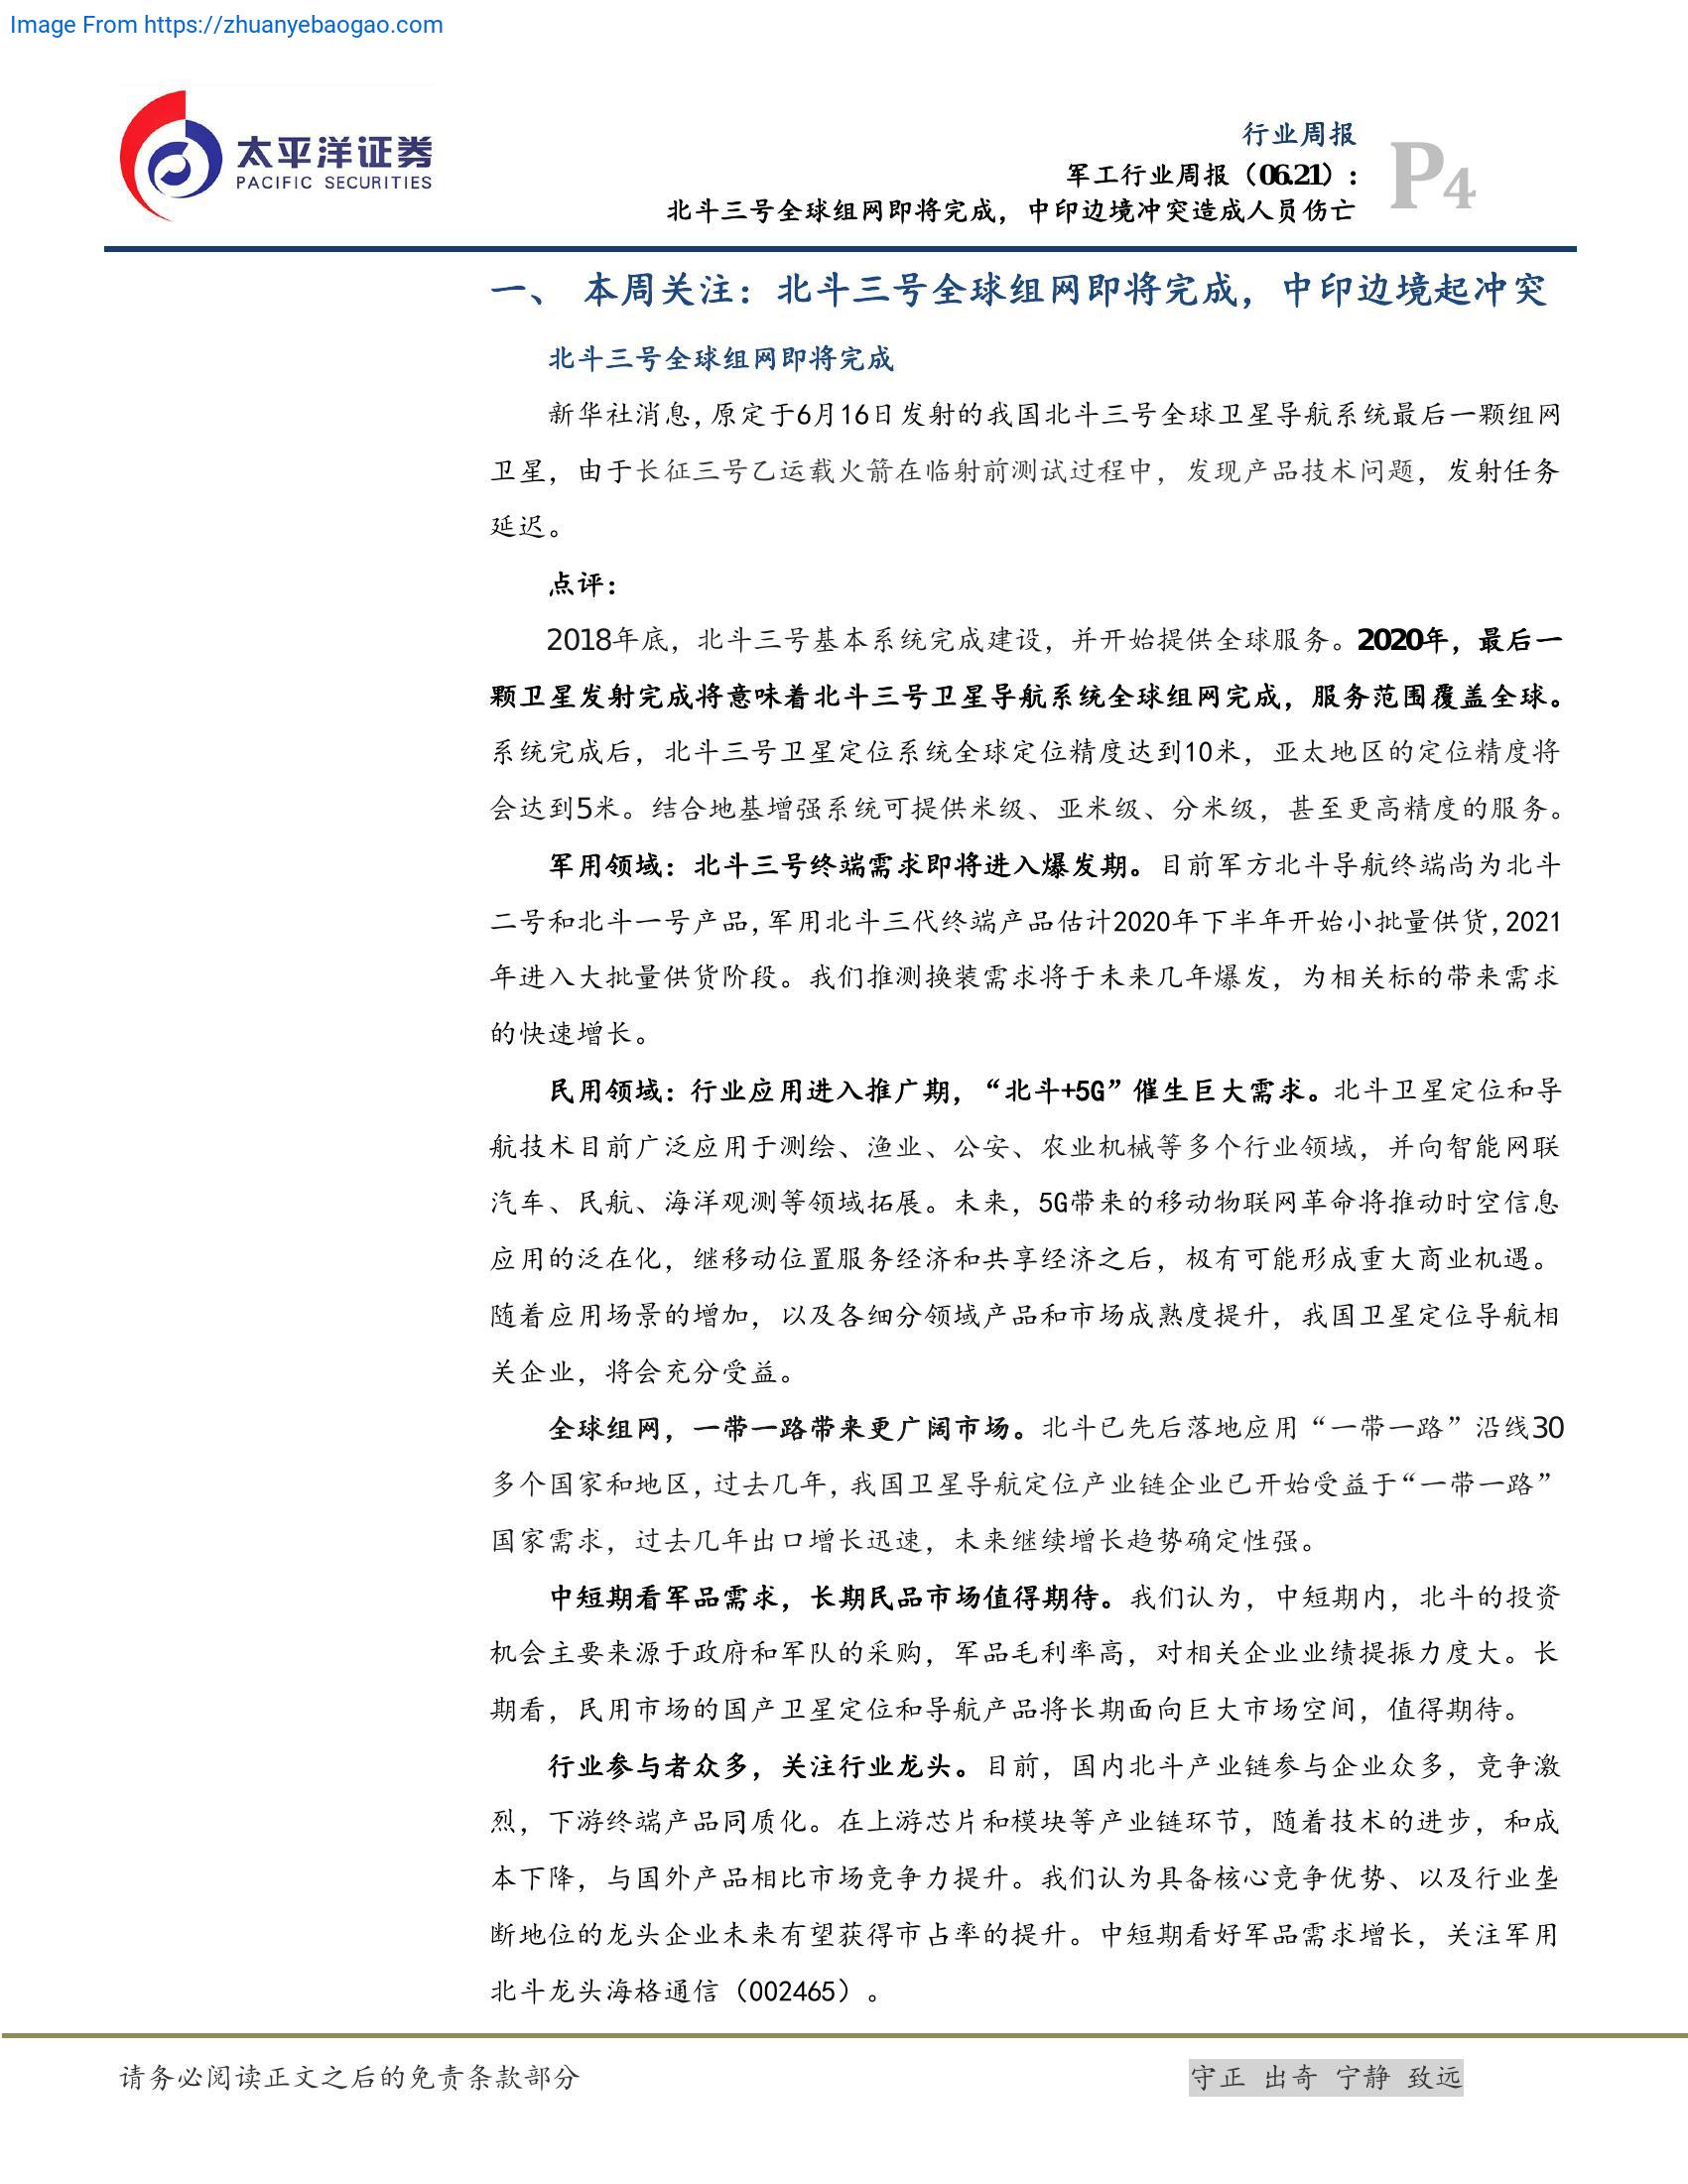 Image From https://zhuanyebaogao.com
太平洋证券
PACIFIC SECURITIES
行业周报
军工行业周报（06.21）:
北斗三号全球组网即将完成，中印边境冲突造成人员伤亡
P4
一、 本周关注：北斗三号全球组网即将完成，中印边境起冲突
北斗三号全球组网即将完成
新华社消息，原定于6月16日发射的我国北斗三号全球卫星导航系统最后一颗组网
卫星，由于长征三号乙运载火箭在临射前测试过程中，发现产品技术问题，发射任务
延迟。
点评：
2018年底，北斗三号基本系统完成建设，并开始提供全球服务。2020年，最后一
颗卫星发射完成将意味着北斗三号卫星导航系统全球组网完成，服务范围覆盖全球。
系统完成后，北斗三号卫星定位系统全球定位精度达到10米，亚太地区的定位精度将
会达到5米。结合地基增强系统可提供米级、亚米级、分米级，甚至更高精度的服务。
军用领域：北斗三号终端需求即将进入爆发期。目前军方北斗导航终端尚为北斗
二号和北斗一号产品，军用北斗三代终端产品估计2020年下半年开始小批量供货，2021
年进入大批量供货阶段。我们推测换装需求将于未来几年爆发，为相关标的带来需求
的快速增长。
民用领域：行业应用进入推广期，“北斗+5G”催生巨大需求。北斗卫星定位和导
航技术目前广泛应用于测绘、渔业、公安、农业机械等多个行业领域，并向智能网联
汽车、民航、海洋观测等领域拓展。未来，5G带来的移动物联网革命将推动时空信息
应用的泛在化，继移动位置服务经济和共享经济之后，极有可能形成重大商业机遇。
随着应用场景的增加，以及各细分领域产品和市场成熟度提升，我国卫星定位导航相
关企业，将会充分受益。
全球组网，一带一路带来更广阔市场。北斗已先后落地应用“一带一路”沿线30
多个国家和地区，过去几年，我国卫星导航定位产业链企业已开始受益于“一带一路”
国家需求，过去几年出口增长迅速，未来继续增长趋势确定性强。
中短期看军品需求，长期民品市场值得期待。我们认为，中短期内，北斗的投资
机会主要来源于政府和军队的采购，军品毛利率高，对相关企业业绩提振力度大。长
期看，民用市场的国产卫星定位和导航产品将长期面向巨大市场空间，值得期待。
行业参与者众多，关注行业龙头。目前，国内北斗产业链参与企业众多，竞争激
烈，下游终端产品同质化。在上游芯片和模块等产业链环节，随着技术的进步，和成
本下降，与国外产品相比市场竞争力提升。我们认为具备核心竞争优势、以及行业垄
断地位的龙头企业未来有望获得市占率的提升。中短期看好军品需求增长，关注军用
北斗龙头海格通信（002465）。
请务必阅读正文之后的免责条款部分
守正 出奇 宁静 致远